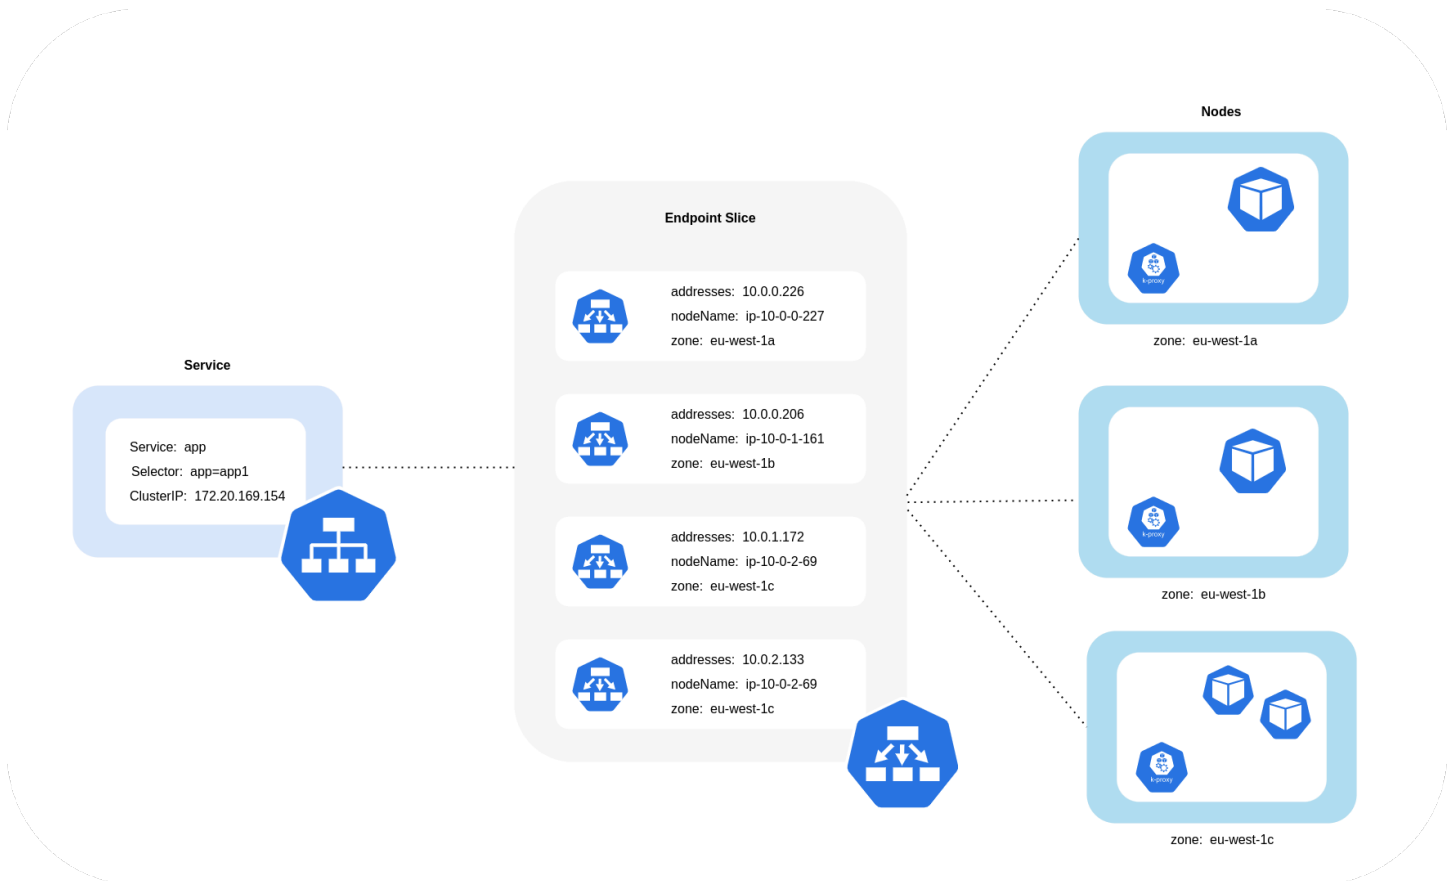 Service
Service: app
Selector: app=app1
ClusterIP: 172.20.169.154
Endpoint Slice
addresses: 10.0.0.226
nodeName: ip-10-0-0-227
zone: eu-west-1a
addresses: 10.0.0.206
nodeName: ip-10-0-1-161
zone: eu-west-1b
addresses: 10.0.1.172
nodeName: ip-10-0-2-69
zone: eu-west-1c
addresses: 10.0.2.133
nodeName: ip-10-0-2-69
zone: eu-west-1c
Nodes
k-proxy
zone: eu-west-1a
k-proxy
zone: eu-west-1b
k-proxy
zone: eu-west-1c